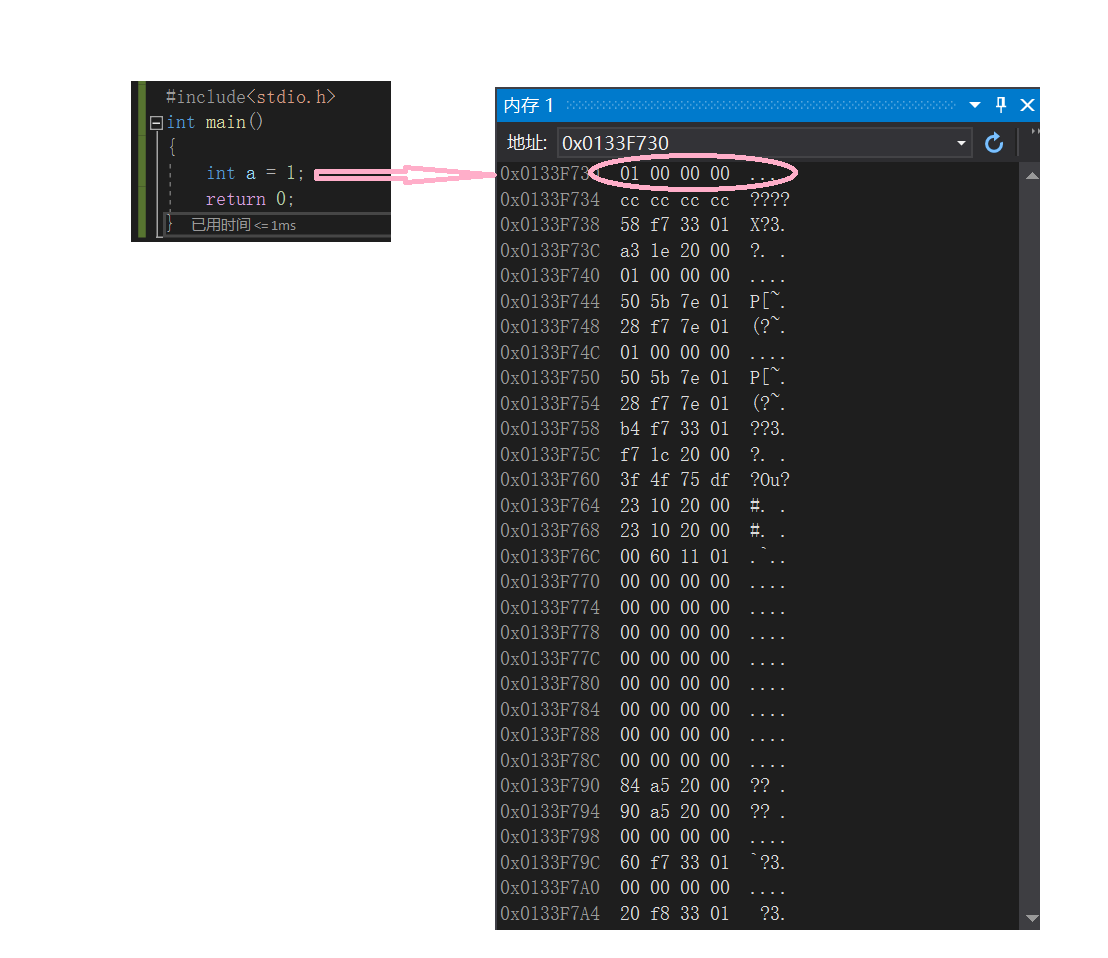 #include<stdio.h>
int main()
{
int a = 1;
return 0;
} 已用时间 <= 1ms
内存 1
地址: 0x0133F730
0x0133F73 01 00 00 00 ....
0x0133F734 cc cc cc cc ????
0x0133F738 58 f7 33 01 X?3.
0x0133F73C a3 1e 20 00 ?. .
0x0133F740 01 00 00 00 ....
0x0133F744 50 5b 7e 01 P[~.
0x0133F748 28 f7 7e 01 (?~.
0x0133F74C 01 00 00 00 ....
0x0133F750 50 5b 7e 01 P[~.
0x0133F754 28 f7 7e 01 (?~.
0x0133F758 b4 f7 33 01 ??3.
0x0133F75C f7 1c 20 00 ?. .
0x0133F760 3f 4f 75 df ?Ou?
0x0133F764 23 10 20 00 #. .
0x0133F768 23 10 20 00 #. .
0x0133F76C 00 60 11 01 .`..
0x0133F770 00 00 00 00 ....
0x0133F774 00 00 00 00 ....
0x0133F778 00 00 00 00 ....
0x0133F77C 00 00 00 00 ....
0x0133F780 00 00 00 00 ....
0x0133F784 00 00 00 00 ....
0x0133F788 00 00 00 00 ....
0x0133F78C 00 00 00 00 ....
0x0133F790 84 a5 20 00 ?? .
0x0133F794 90 a5 20 00 ?? .
0x0133F798 00 00 00 00 ....
0x0133F79C 60 f7 33 01 `?3.
0x0133F7A0 00 00 00 00 ....
0x0133F7A4 20 f8 33 01  ?3.